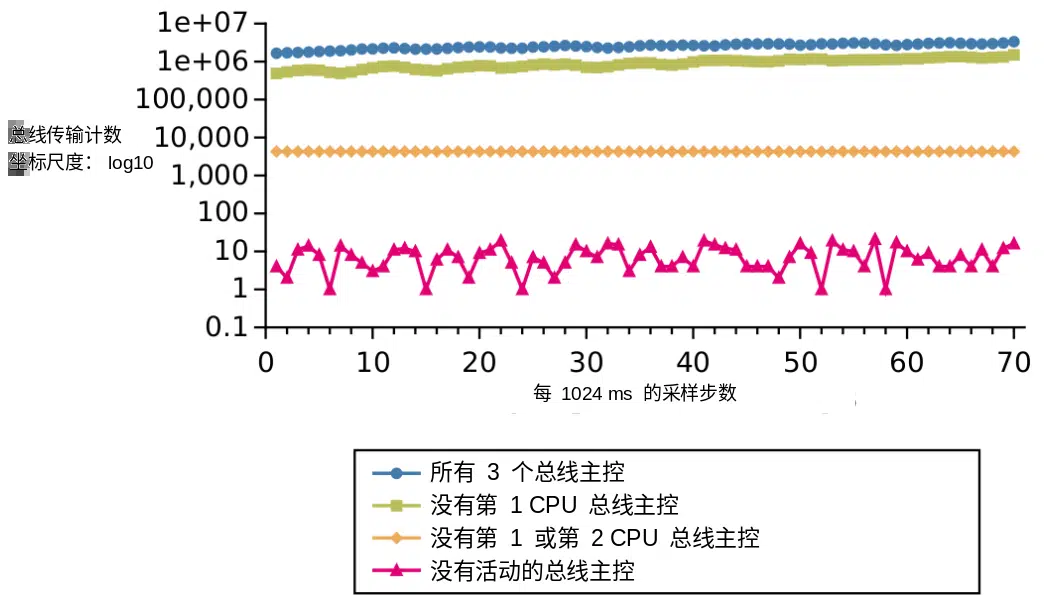 1e+07
1e+06
100,000
10,000
1,000
100
10
1
0.1
总线传输计数
坐标尺度： log10
0 10 20 30 40 50 60 70
每 1024 ms 的采样步数
所有 3 个总线主控
没有第 1 CPU 总线主控
没有第 1 或第 2 CPU 总线主控
没有活动的总线主控